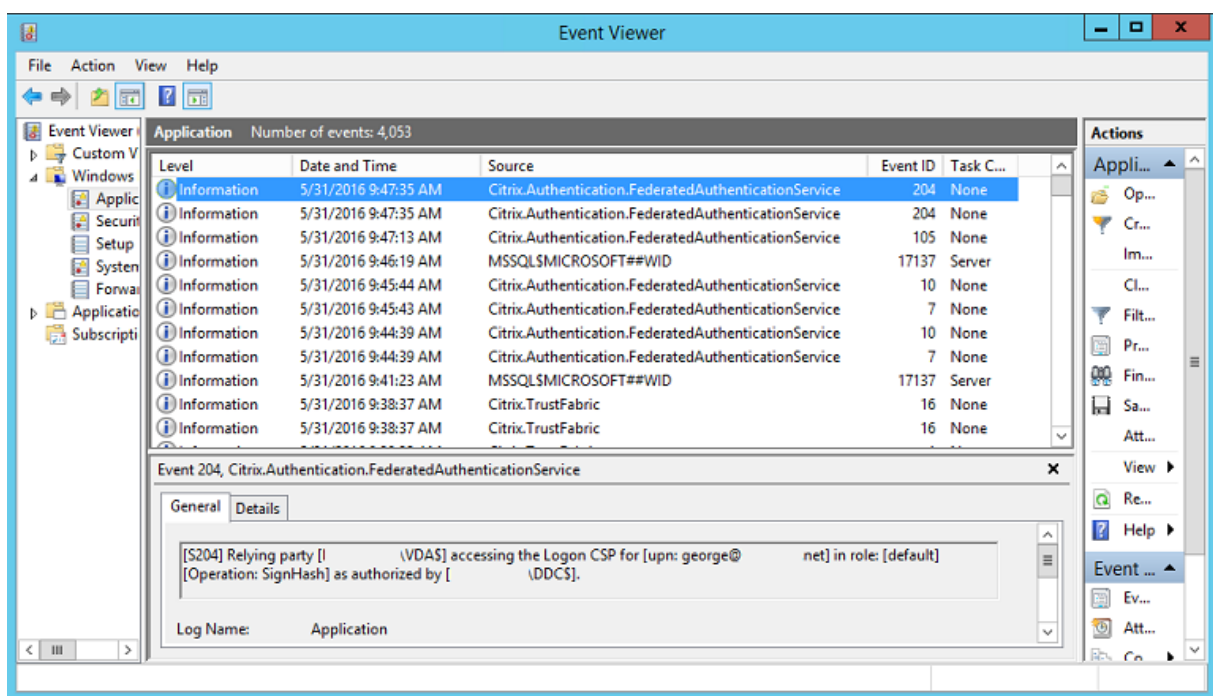 Event Viewer
File Action View Help
Event Viewer
Custom V
Windows
Applic
Securit
Setup
System
Forwar
Applicatio
Subscripti
Application Number of events: 4,053
Level Date and Time Source Event ID Task C...
Information 5/31/2016 9:47:35 AM Citrix.Authentication.FederatedAuthenticationService 204 None
Information 5/31/2016 9:47:35 AM Citrix.Authentication.FederatedAuthenticationService 204 None
Information 5/31/2016 9:47:13 AM Citrix.Authentication.FederatedAuthenticationService 105 None
Information 5/31/2016 9:46:19 AM MSSQL$MICROSOFT##WID 17137 Server
Information 5/31/2016 9:45:44 AM Citrix.Authentication.FederatedAuthenticationService 10 None
Information 5/31/2016 9:45:43 AM Citrix.Authentication.FederatedAuthenticationService 7 None
Information 5/31/2016 9:44:39 AM Citrix.Authentication.FederatedAuthenticationService 10 None
Information 5/31/2016 9:44:39 AM Citrix.Authentication.FederatedAuthenticationService 7 None
Information 5/31/2016 9:41:23 AM MSSQL$MICROSOFT##WID 17137 Server
Information 5/31/2016 9:38:37 AM Citrix.TrustFabric 16 None
Information 5/31/2016 9:38:37 AM Citrix.TrustFabric 16 None
Event 204, Citrix.Authentication.FederatedAuthenticationService
General Details
[S204] Relying party [ \VDA$] accessing the Logon CSP for [upn: george@ net] in role: [default]
[Operation: SignHash] as authorized by [ \DDC$].
Log Name: Application
Actions
Appli...
Op...
Cr...
Im...
Cl...
Filt...
Pr...
Fin...
Sa...
Att...
View
Re...
Help
Event ...
Ev...
Att...